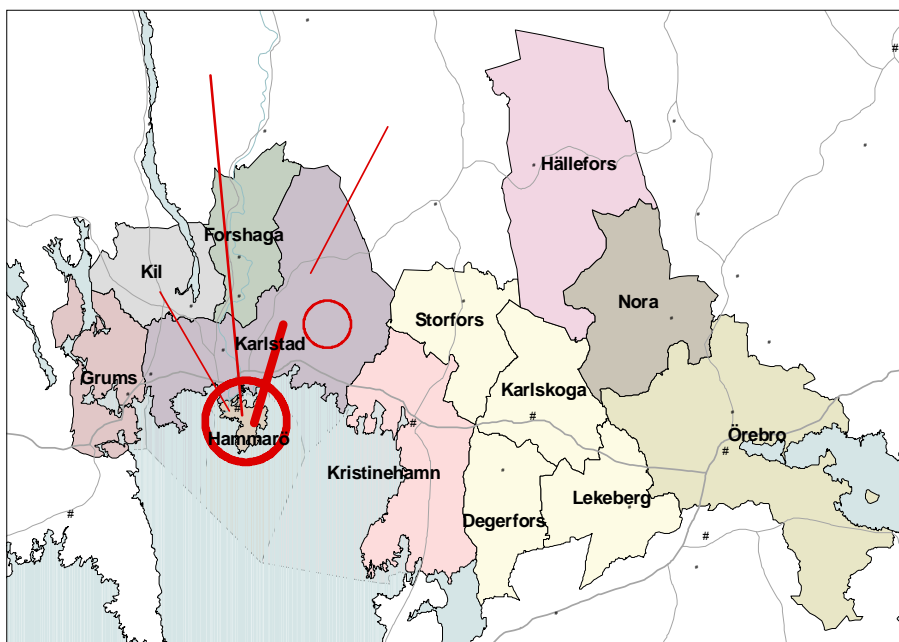 Hällefors
Forshaga
Kil
Nora
Storfors
Karlstad
Grums
Karlskoga
Örebro
Hammarö
Kristinehamn
Lekeberg
Degerfors